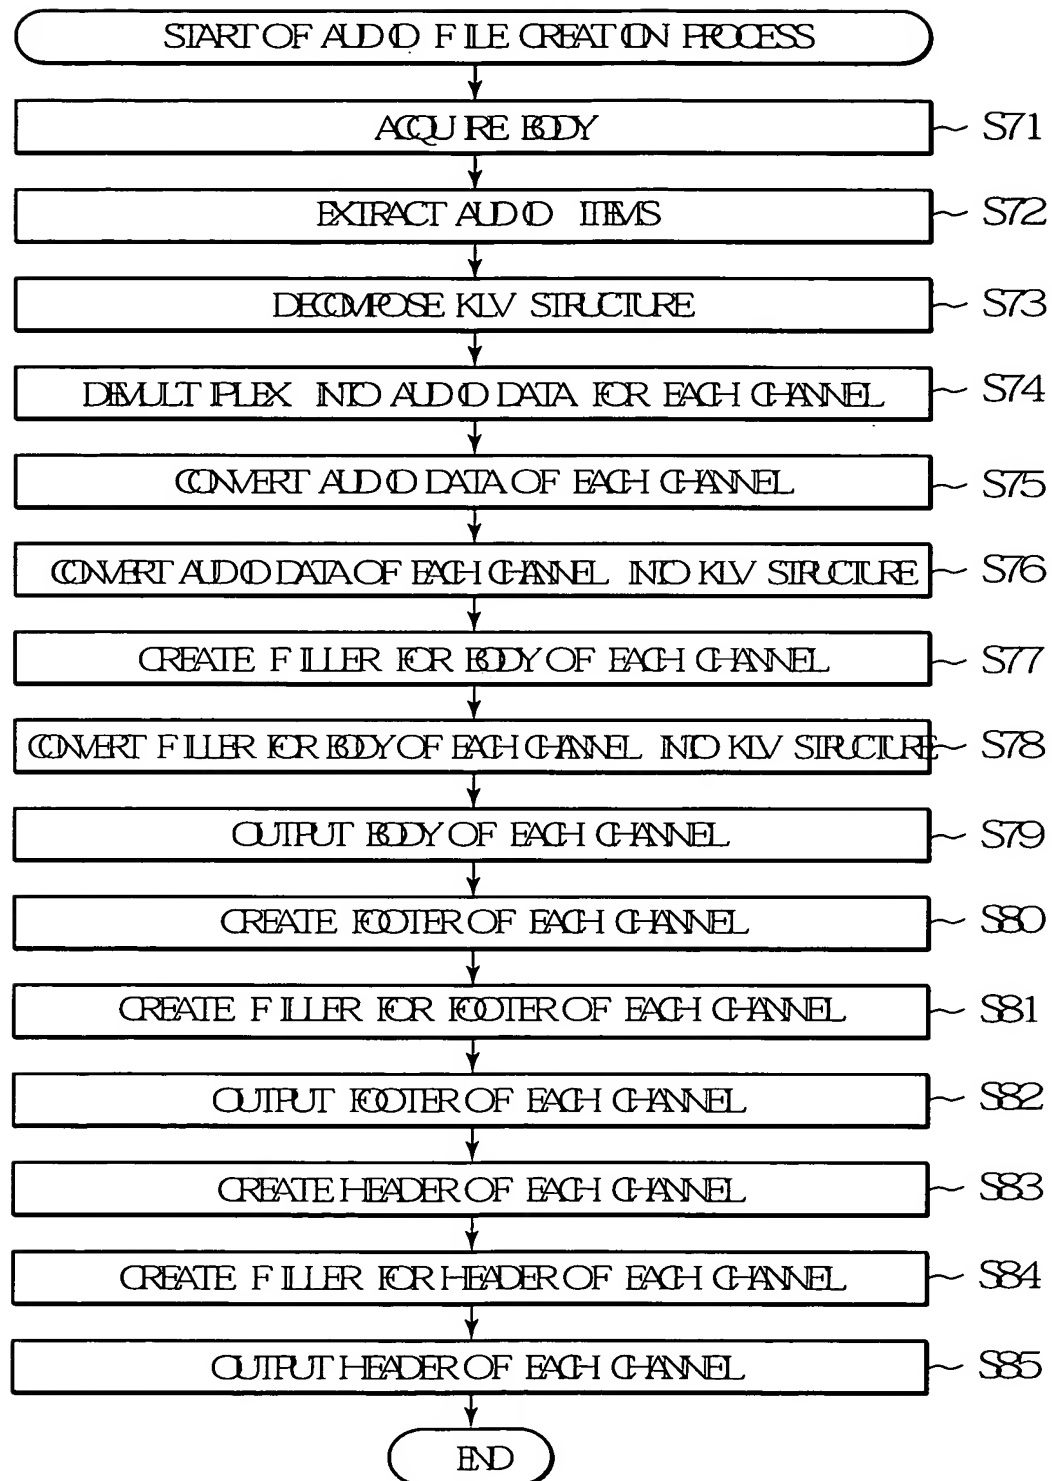 START OF AUDIO FILE CREATION PROCESS
ACQUIRE BODY S71
EXTRACT AUDIO ITEMS S72
DECOMPOSE KLV STRUCTURE S73
DEMULTIPLEX INTO AUDIO DATA FOR EACH CHANNEL S74
CONVERT AUDIO DATA OF EACH CHANNEL S75
CONVERT AUDIO DATA OF EACH CHANNEL INTO KLV STRUCTURE S76
CREATE FILLER FOR BODY OF EACH CHANNEL S77
CONVERT FILLER FOR BODY OF EACH CHANNEL INTO KLV STRUCTURE S78
OUTPUT BODY OF EACH CHANNEL S79
CREATE FOOTER OF EACH CHANNEL S80
CREATE FILLER FOR FOOTER OF EACH CHANNEL S81
OUTPUT FOOTER OF EACH CHANNEL S82
CREATE HEADER OF EACH CHANNEL S83
CREATE FILLER FOR HEADER OF EACH CHANNEL S84
OUTPUT HEADER OF EACH CHANNEL S85
END